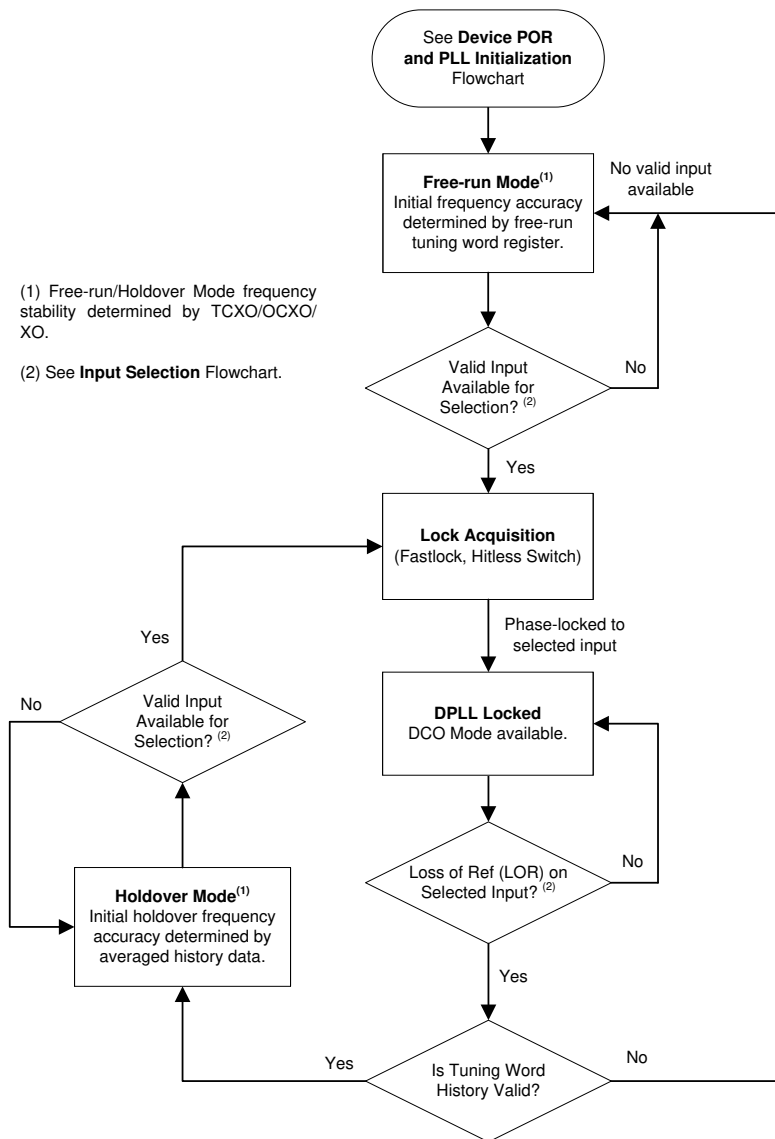 See Device POR
and PLL Initialization
Flowchart
Free-run Mode(1)
Initial frequency accuracy
determined by free-run
tuning word register.
No valid input
available
(1) Free-run/Holdover Mode frequency
stability determined by TCXO/OCXO/
XO.
(2) See Input Selection Flowchart.
Valid Input
Available for
Selection? (2)
No
Yes
Lock Acquisition
(Fastlock, Hitless Switch)
Phase-locked to
selected input
Yes
No
Valid Input
Available for
Selection? (2)
DPLL Locked
DCO Mode available.
Loss of Ref (LOR) on
Selected Input? (2)
No
Holdover Mode(1)
Initial holdover frequency
accuracy determined by
averaged history data.
Yes
Yes
Is Tuning Word
History Valid?
No